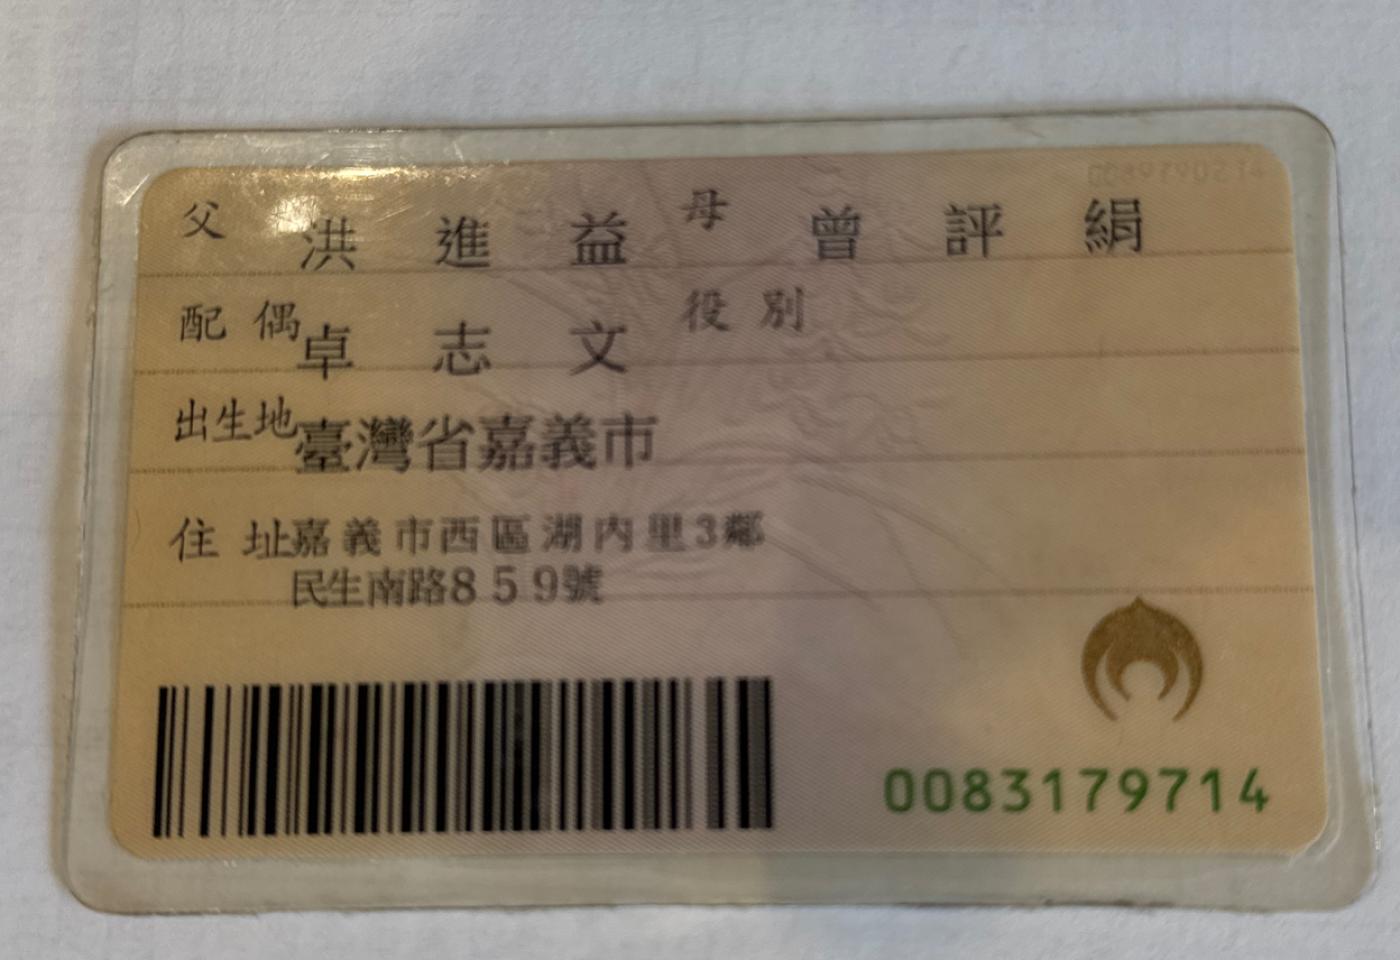 父 洪進益 母 曾評絹
配偶 卓志文 役別
出生地 臺灣省嘉義市
住址 嘉義市西區湖內里3鄰
民生南路859號
0083179714